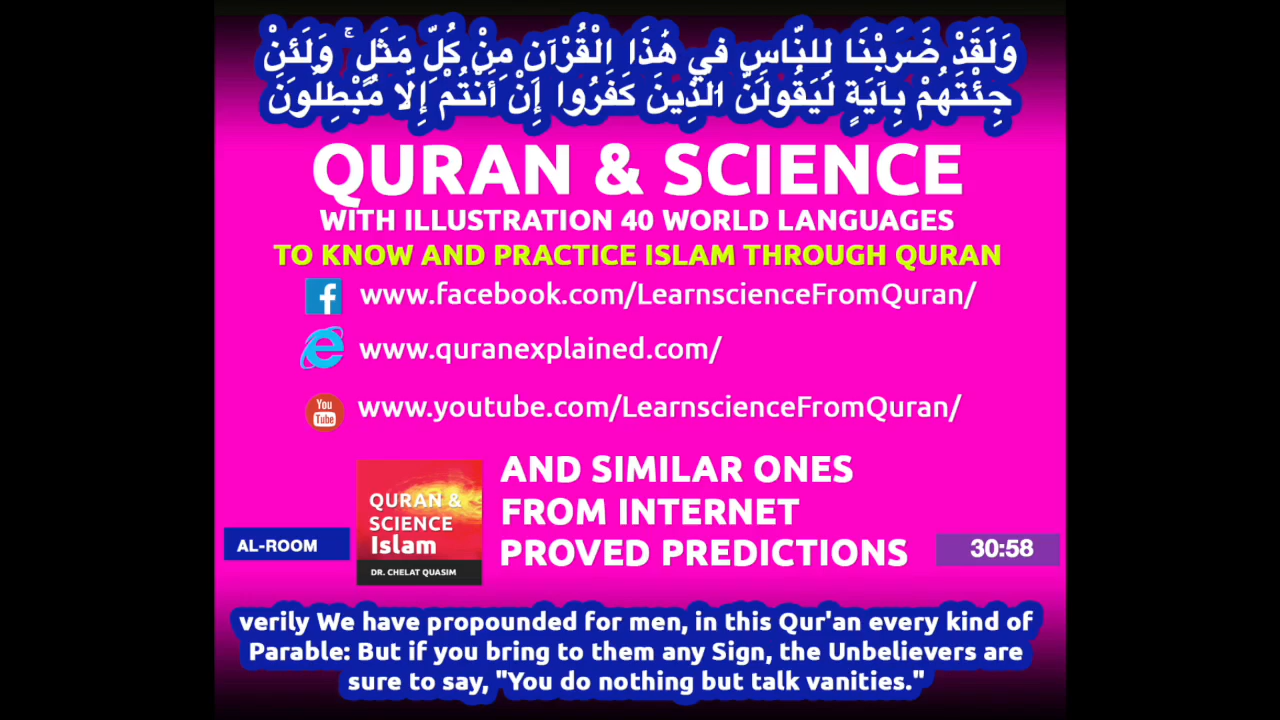 وَلَقَدْ ضَرَبْنَا لِلنَّاسِ فِي هَٰذَا الْقُرْآنِ مِنْ كُلِّ مَثَلٍ ۚ وَلَئِنْ
جِئْتَهُمْ بِآيَةٍ لَيَقُولَنَّ الَّذِينَ كَفَرُوا إِنْ أَنْتُمْ إِلَّا مُبْطِلُونَ
QURAN & SCIENCE
WITH ILLUSTRATION 40 WORLD LANGUAGES
TO KNOW AND PRACTICE ISLAM THROUGH QURAN
www.facebook.com/LearnscienceFromQuran/
www.quranexplained.com/
You
Tube
www.youtube.com/LearnscienceFromQuran/
QURAN &
SCIENCE
Islam
DR. CHELAT QUASIM
AND SIMILAR ONES
FROM INTERNET
PROVED PREDICTIONS
AL-ROOM
30:58
verily We have propounded for men, in this Qur'an every kind of
Parable: But if you bring to them any Sign, the Unbelievers are
sure to say, "You do nothing but talk vanities."